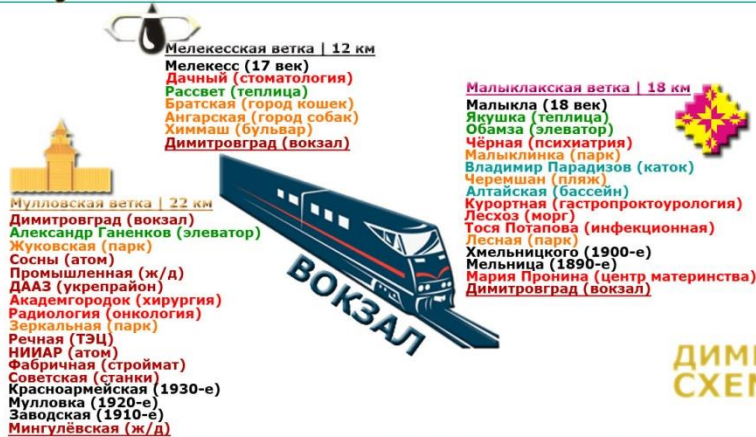 Мелекесская ветка | 12 км
Мелекесс (17 век)
Дачный (стоматология)
Рассвет (теплица)
Братская (город кошек)
Ангарская (город собак)
Химмаш (бульвар)
Димитровград (вокзал)
Малыклакская ветка | 18 км
Малыкла (18 век)
Якушка (теплица)
Обамза (элеватор)
Чёрная (психиатрия)
Малыклинка (парк)
Владимир Парадизов (каток)
Черемшан (пляж)
Алтайская (бассейн)
Курортная (гастропроктоурология)
Лесхоз (морг)
Тося Потапова (инфекционная)
Лесная (парк)
Хмельницкого (1900-е)
Мельница (1890-е)
Мария Пронина (центр материнства)
Димитровград (вокзал)
Мулловская ветка | 22 км
Димитровград (вокзал)
Александр Ганенков (элеватор)
Жуковская (парк)
Сосны (атом)
Промышленная (ж/д)
ДААЗ (укрепрайон)
Академгородок (хирургия)
Радиология (онкология)
Зеркальная (парк)
Речная (ТЭЦ)
НИИАР (атом)
Фабричная (строймат)
Советская (станки)
Красноармейская (1930-е)
Мулловка (1920-е)
Заводская (1910-е)
Мингулёвская (ж/д)
ВОКЗАЛ